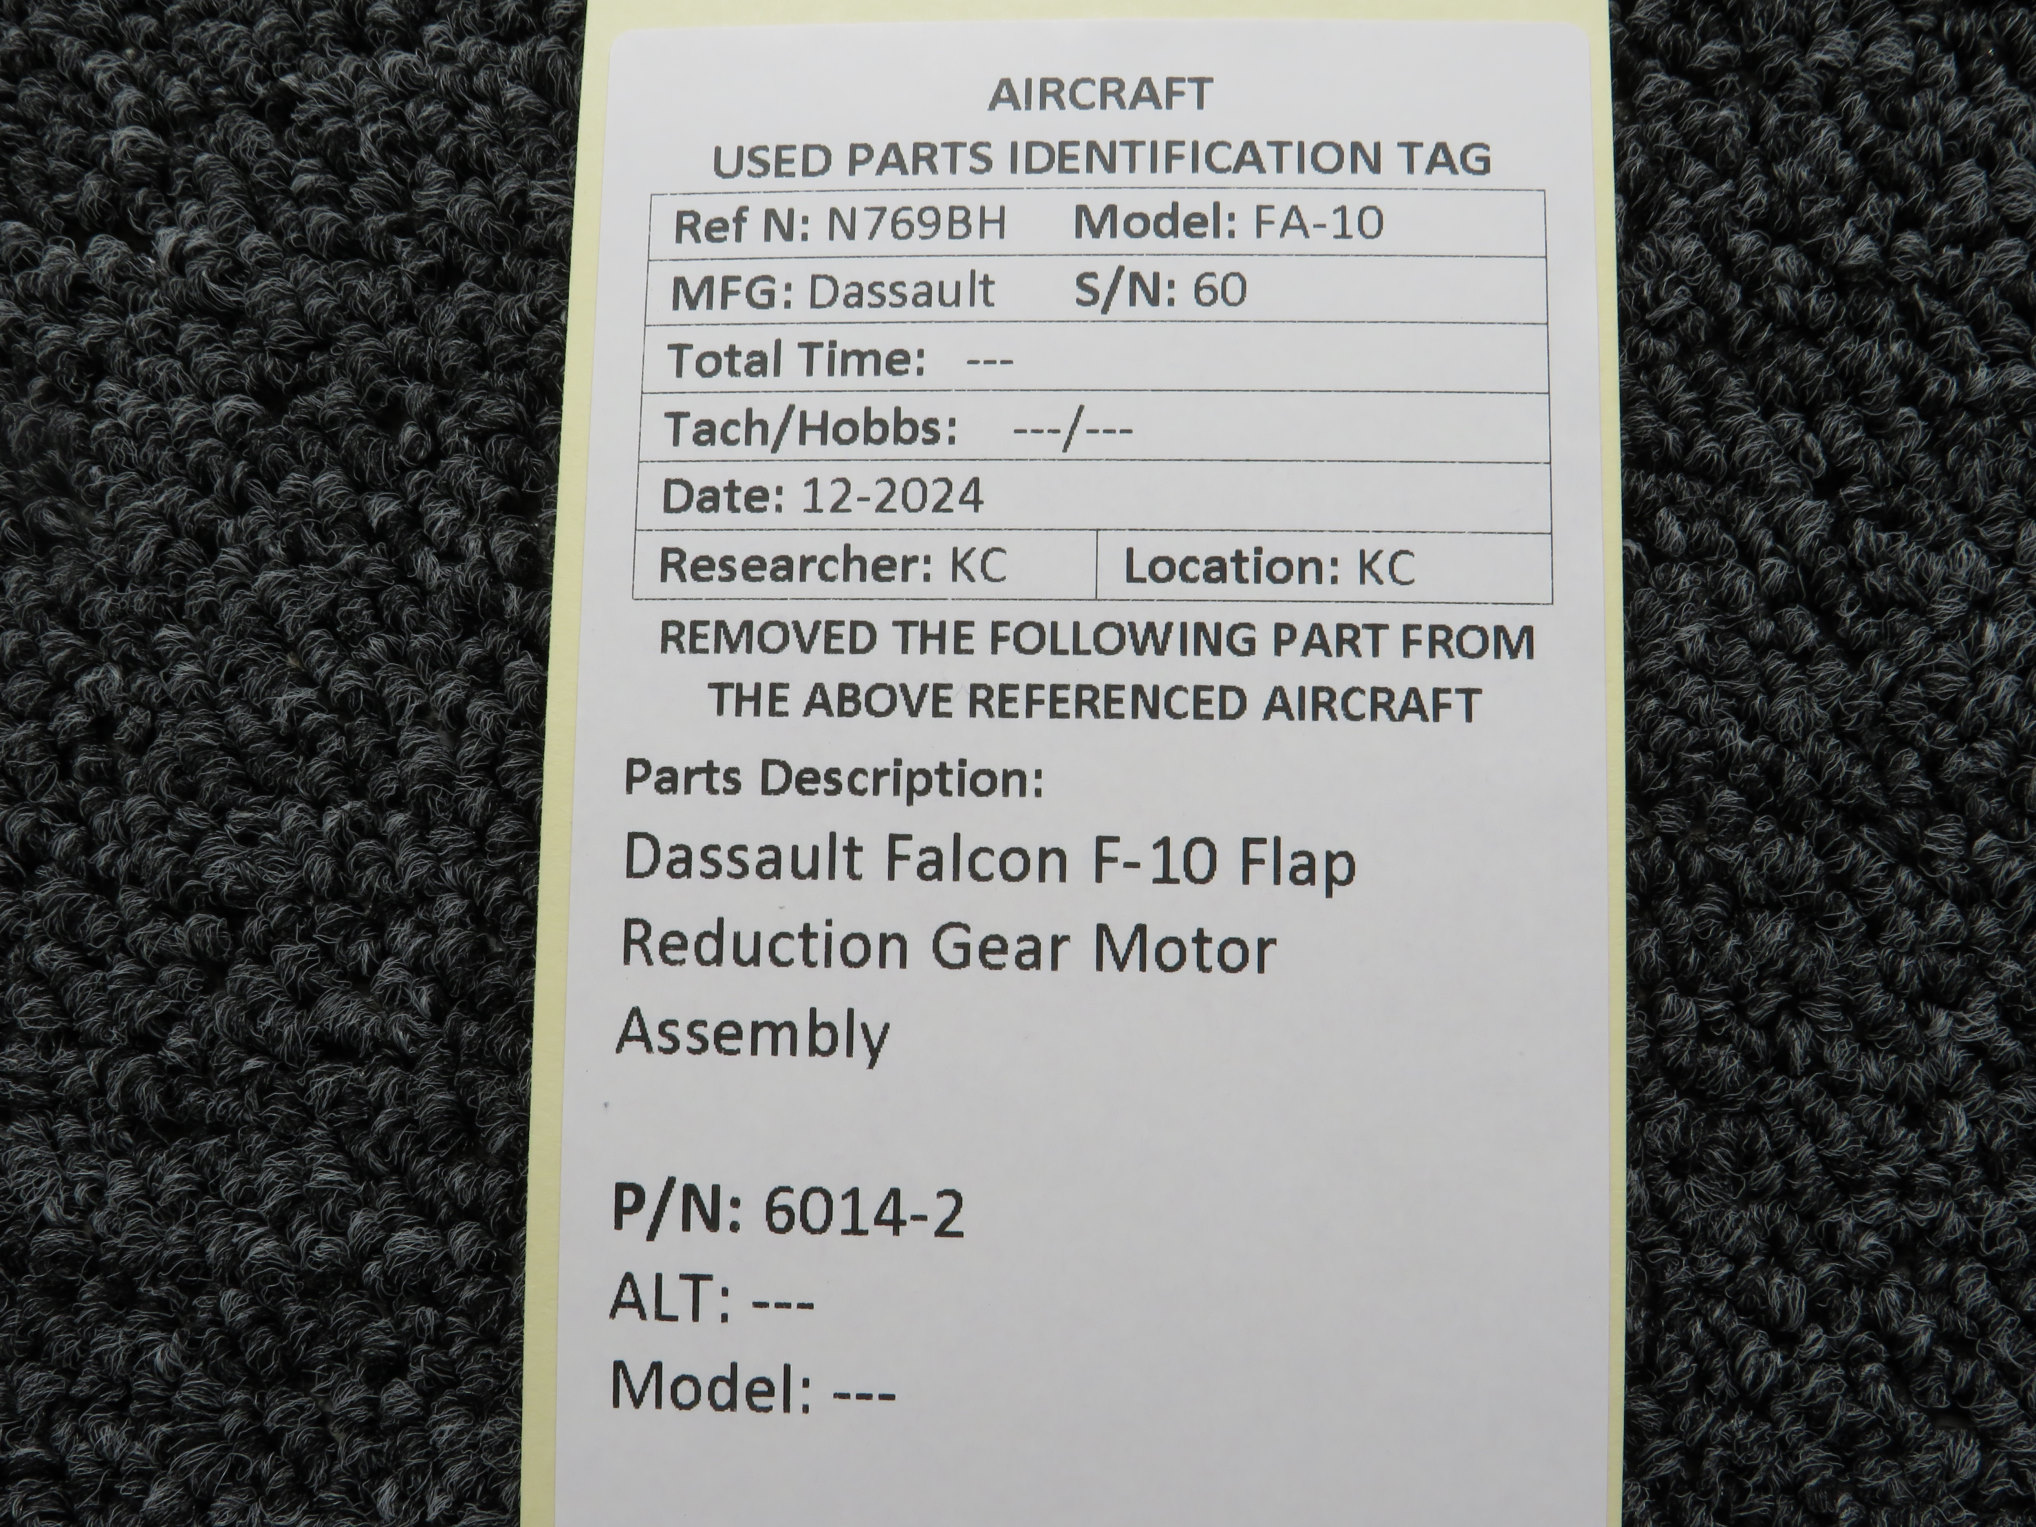 AIRCRAFT
USED PARTS IDENTIFICATION TAG
Ref N: N769BH Model: FA-10
MFG: Dassault S/N: 60
Total Time: ---
Tach/Hobbs: ---/---
Date: 12-2024
Researcher: KC Location: KC
REMOVED THE FOLLOWING PART FROM
THE ABOVE REFERENCED AIRCRAFT
Parts Description:
Dassault Falcon F-10 Flap
Reduction Gear Motor
Assembly
P/N: 6014-2
ALT: ---
Model: ---